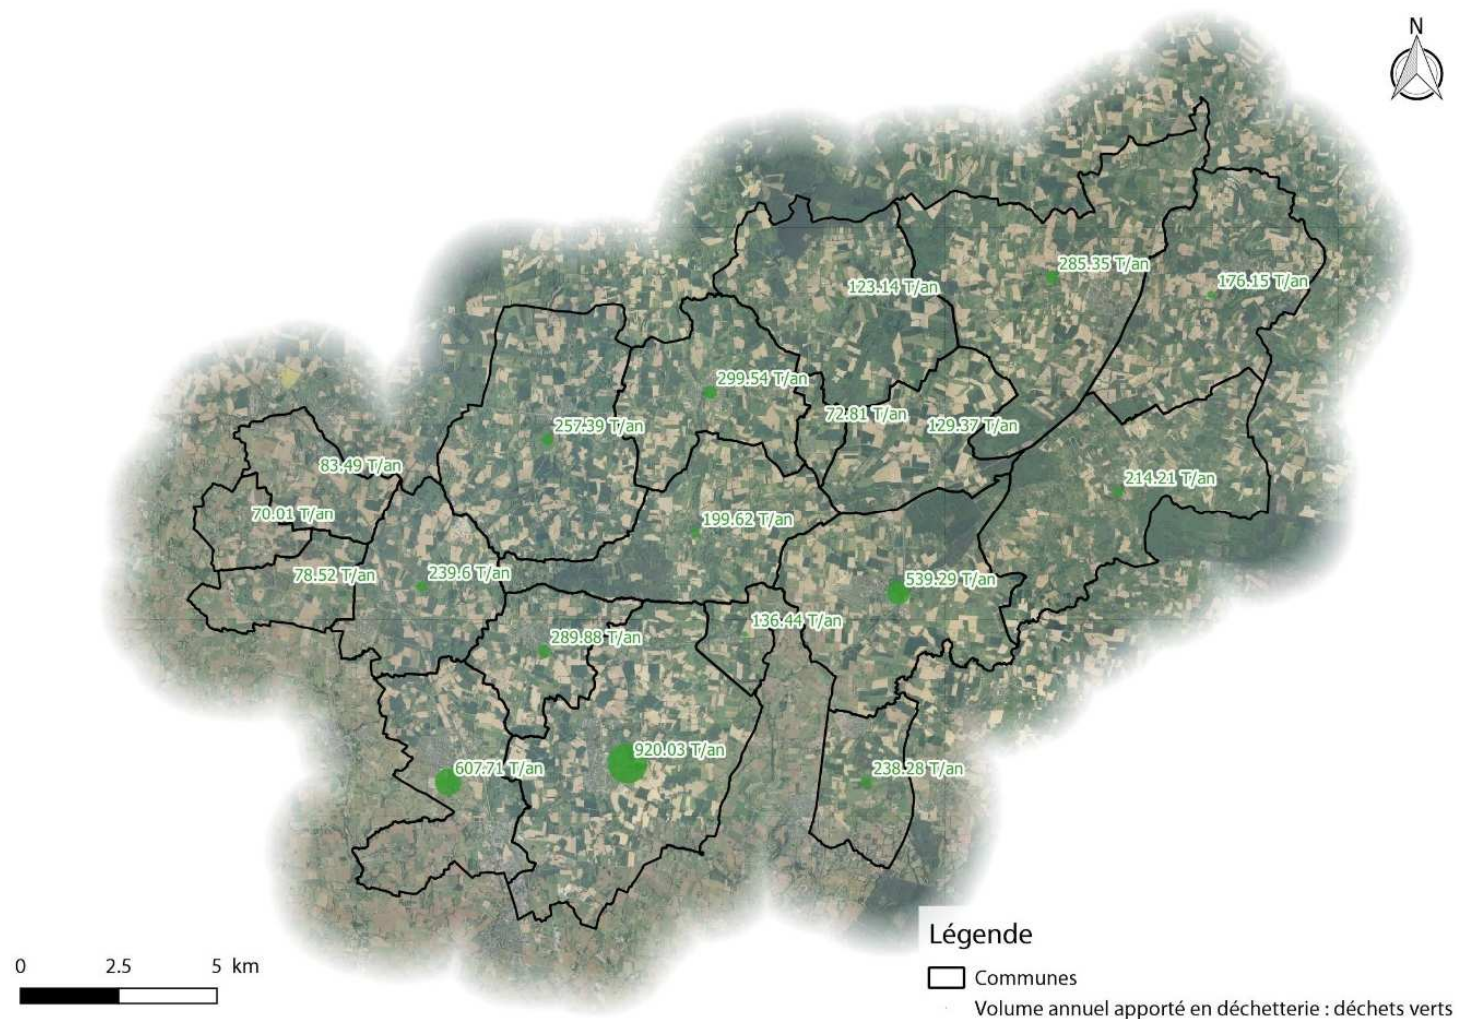 N
285.35 T/an
176.15 T/an
123.14 T/an
299.54 T/an
72.81 T/an
129.37 T/an
257.39 T/an
83.49 T/an
214.21 T/an
70.01 T/an
199.62 T/an
78.52 T/an
239.6 T/an
539.29 T/an
136.44 T/an
289.88 T/an
920.03 T/an
607.71 T/an
238.28 T/an
Légende
Communes
Volume annuel apporté en déchetterie : déchets verts
0 2.5 5 km